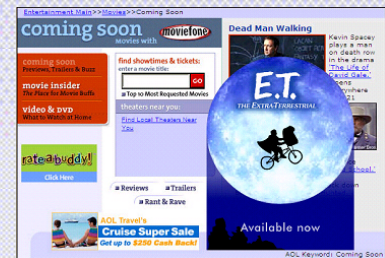 Entertainment Main>>Movies>>Coming Soon
coming soon
movies with moviefone
coming soon
Previews, Trailers & Buzz
movie insider
The Place for Movie Buffs
video & dvd
What to Watch at Home
rate a buddy!
Click Here
find showtimes & tickets:
enter a movie title:
GO
Top to Most Requested Movies
theaters near you:
Find Local Theaters Near
You
Reviews
Trailers
Rant & Rave
AOL Travel's
Cruise Super Sale
Get up to $250 Cash Back!
Dead Man Walking
Kevin Spacey
plays a man
on death row
in the drama
'The Life of
David Gale.'
E.T.
THE EXTRA-TERRESTRIAL
Available now
AOL Keyword: Coming Soon